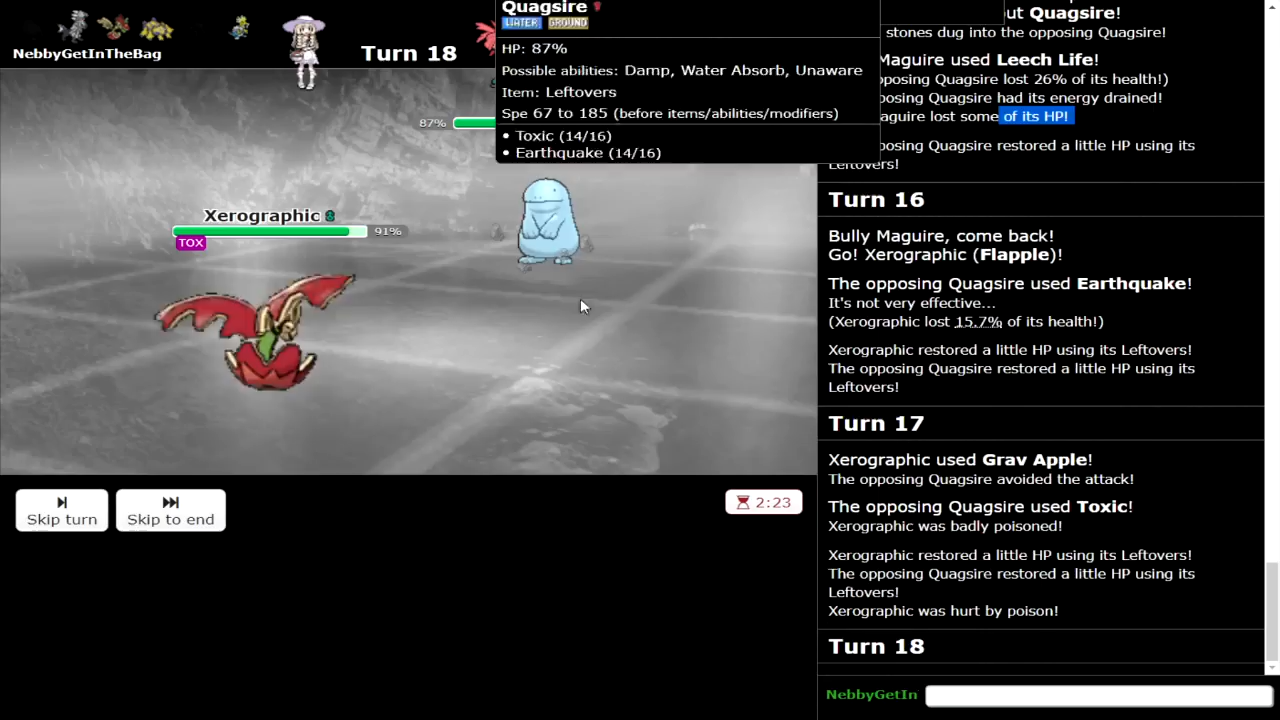 NebbyGetInTheBag
Turn 18
Quagsire
WATER GROUND
HP: 87%
Possible abilities: Damp, Water Absorb, Unaware
Item: Leftovers
Spe 67 to 185 (before items/abilities/modifiers)
• Toxic (14/16)
• Earthquake (14/16)
87%
Xerographic
91%
TOX
Skip turn
Skip to end
2:23
out Quagsire!
stones dug into the opposing Quagsire!
Maguire used Leech Life!
posing Quagsire lost 26% of its health!)
posing Quagsire had its energy drained!
aguire lost some of its HP!
posing Quagsire restored a little HP using its
Leftovers!
Turn 16
Bully Maguire, come back!
Go! Xerographic (Flapple)!
The opposing Quagsire used Earthquake!
It's not very effective...
(Xerographic lost 15.7% of its health!)
Xerographic restored a little HP using its Leftovers!
The opposing Quagsire restored a little HP using its
Leftovers!
Turn 17
Xerographic used Grav Apple!
The opposing Quagsire avoided the attack!
The opposing Quagsire used Toxic!
Xerographic was badly poisoned!
Xerographic restored a little HP using its Leftovers!
The opposing Quagsire restored a little HP using its
Leftovers!
Xerographic was hurt by poison!
Turn 18
NebbyGetIn